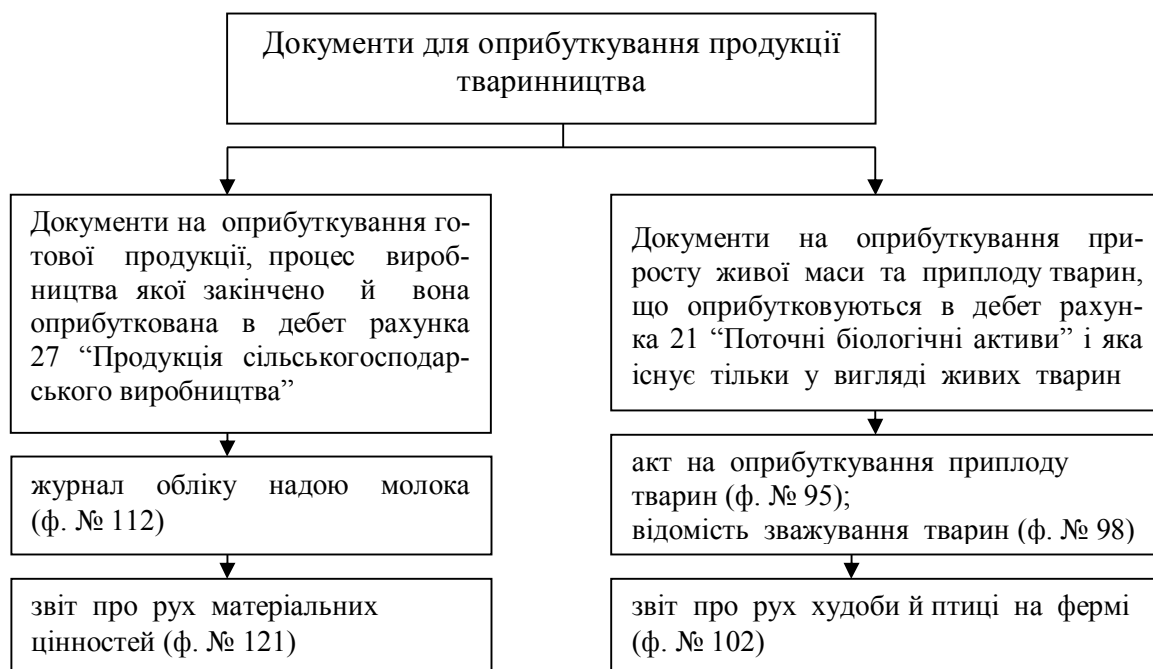 Документи для оприбуткування продукції
тваринництва
Документи на оприбуткування го-
тової продукції, процес вироб-
ництва якої закінчено й вона
оприбуткована в дебет рахунка
27 “Продукція сільськогосподар-
ського виробництва”
журнал обліку надою молока
(ф. № 112)
звіт про рух матеріальних
цінностей (ф. № 121)
Документи на оприбуткування при-
росту живої маси та приплоду тварин,
що оприбутковуються в дебет рахун-
ка 21 “Поточні біологічні активи” і яка
існує тільки у вигляді живих тварин
акт на оприбуткування приплоду
тварин (ф. № 95);
відомість зважування тварин (ф. № 98)
звіт про рух худоби й птиці на фермі
(ф. № 102)